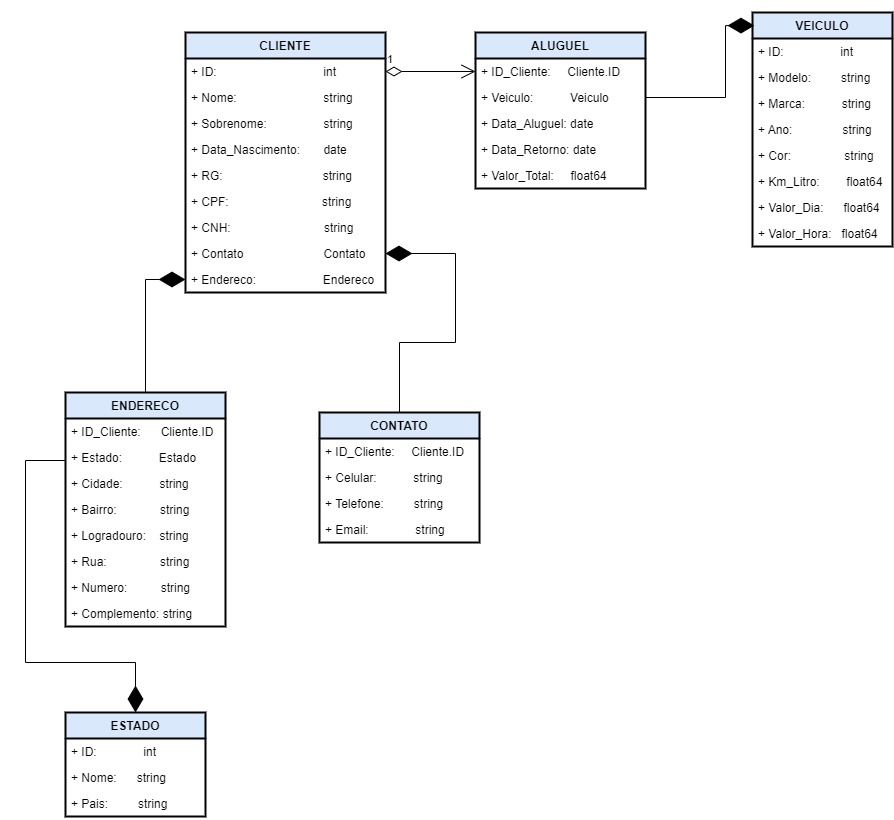 CLIENTE
+ ID: int
+ Nome: string
+ Sobrenome: string
+ Data_Nascimento: date
+ RG: string
+ CPF: string
+ CNH: string
+ Contato Contato
+ Endereco: Endereco
1
ALUGUEL
+ ID_Cliente: Cliente.ID
+ Veiculo: Veiculo
+ Data_Aluguel: date
+ Data_Retorno: date
+ Valor_Total: float64
VEICULO
+ ID: int
+ Modelo: string
+ Marca: string
+ Ano: string
+ Cor: string
+ Km_Litro: float64
+ Valor_Dia: float64
+ Valor_Hora: float64
ENDERECO
+ ID_Cliente: Cliente.ID
+ Estado: Estado
+ Cidade: string
+ Bairro: string
+ Logradouro: string
+ Rua: string
+ Numero: string
+ Complemento: string
CONTATO
+ ID_Cliente: Cliente.ID
+ Celular: string
+ Telefone: string
+ Email: string
ESTADO
+ ID: int
+ Nome: string
+ Pais: string